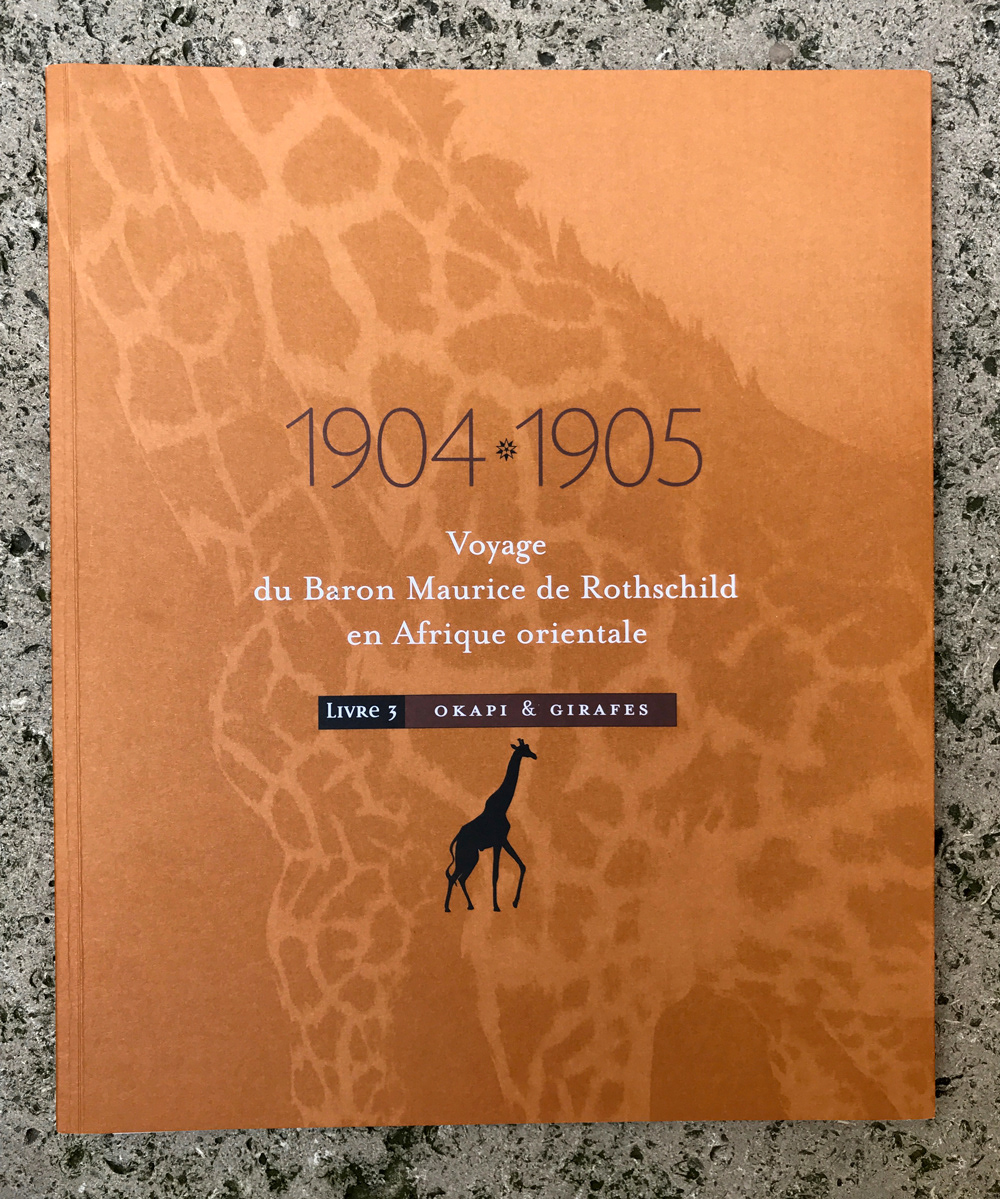 1904 1905
Voyage
du Baron Maurice de Rothschild
en Afrique orientale
Livre 3 OKAPI & GIRAFES